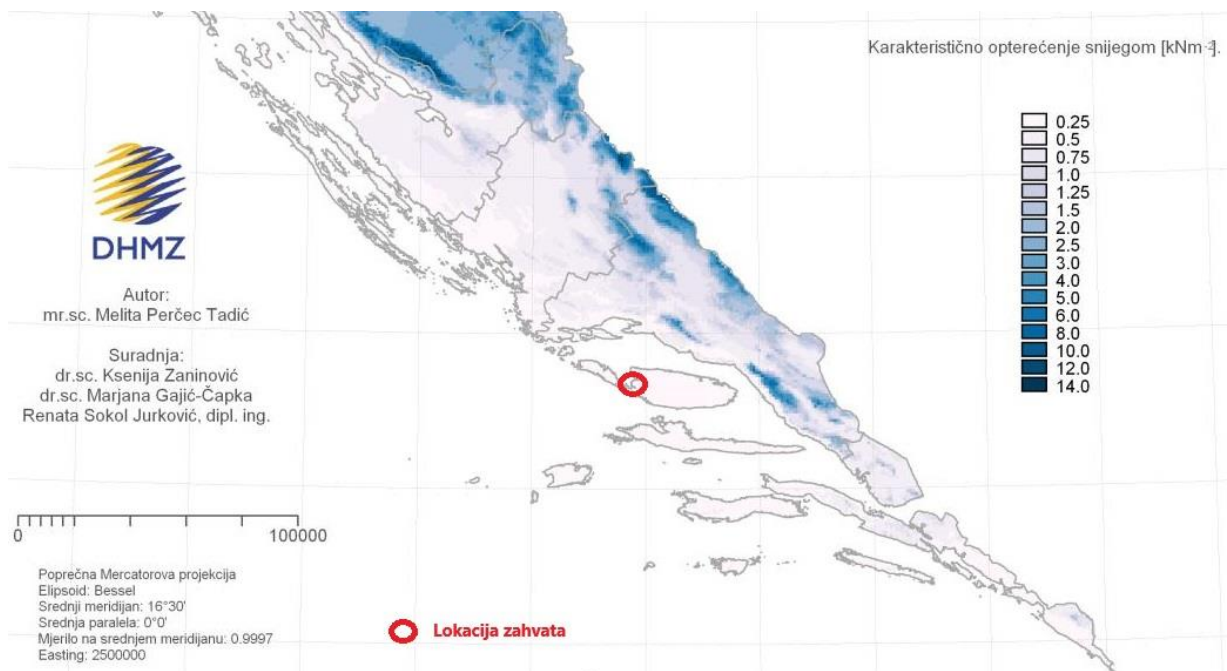 Karakteristično opterećenje snijegom [kNm⁻²].
0.25
0.5
0.75
1.0
1.25
1.5
2.0
2.5
3.0
4.0
5.0
6.0
8.0
10.0
12.0
14.0
DHMZ
Autor:
mr.sc. Melita Perčec Tadić
Suradnja:
dr.sc. Ksenija Zaninović
dr.sc. Marjana Gajić-Čapka
Renata Sokol Jurković, dipl. ing.
0 100000
Poprečna Mercatorova projekcija
Elipsoid: Bessel
Srednji meridijan: 16°30'
Srednja paralela: 0°0'
Mjerilo na srednjem meridijanu: 0.9997
Easting: 2500000
Lokacija zahvata